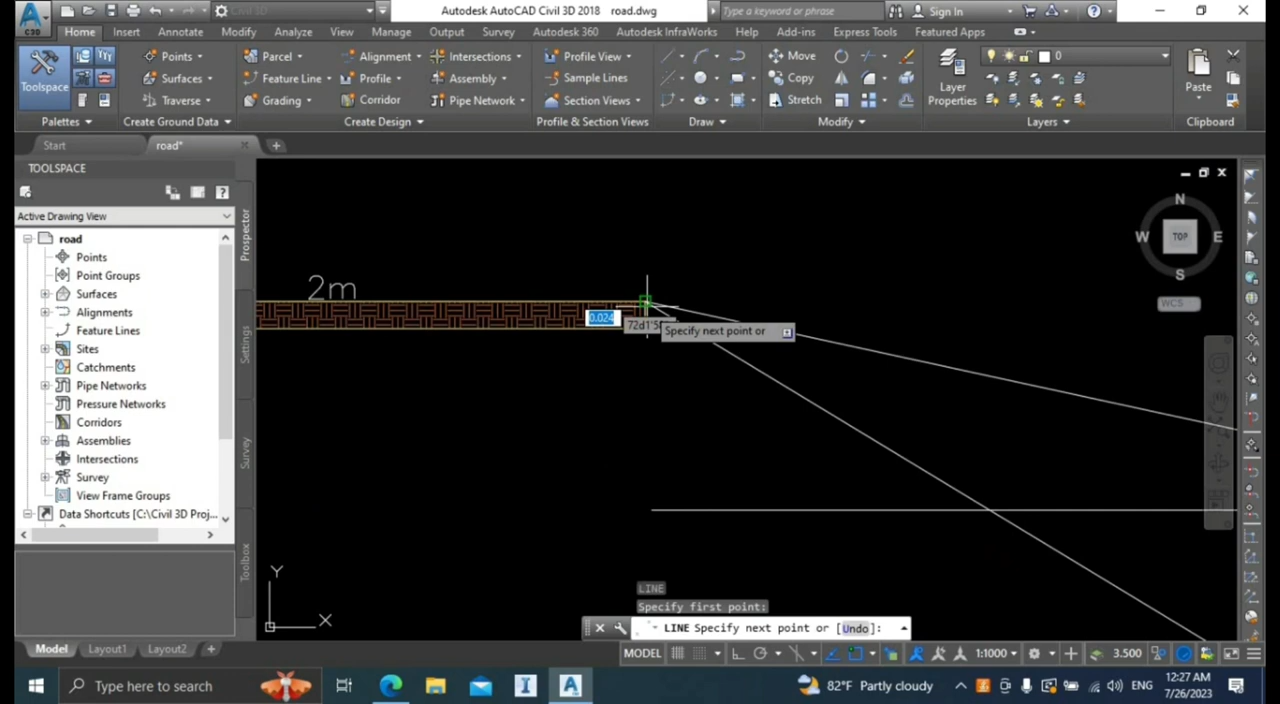 Civil 3D
Autodesk AutoCAD Civil 3D 2018 road.dwg
Type a keyword or phrase
Sign In
C3D
Home Insert Annotate Modify Analyze View Manage Output Survey Autodesk 360 Autodesk InfraWorks Help Add-ins Express Tools Featured Apps
Toolspace
Points
Surfaces
Traverse
Parcel
Feature Line
Grading
Alignment
Profile
Corridor
Intersections
Assembly
Pipe Network
Profile View
Sample Lines
Section Views
Move
Copy
Stretch
Layer
Properties
0
Paste
Palettes Create Ground Data Create Design Profile & Section Views Draw Modify Layers Clipboard
Start road*
TOOLSPACE
Active Drawing View
road
Points
Point Groups
Surfaces
Alignments
Feature Lines
Sites
Catchments
Pipe Networks
Pressure Networks
Corridors
Assemblies
Intersections
Survey
View Frame Groups
Data Shortcuts [C:\Civil 3D Proj...
Prospector
Settings
Survey
Toolbox
2m
0.024
Specify next point or
N
W TOP E
S
WCS
Y
X
LINE
Specify first point:
LINE Specify next point or [Undo]:
Model Layout1 Layout2
MODEL 1:1000 3.500
Type here to search
82°F Partly cloudy
ENG
12:27 AM
7/26/2023